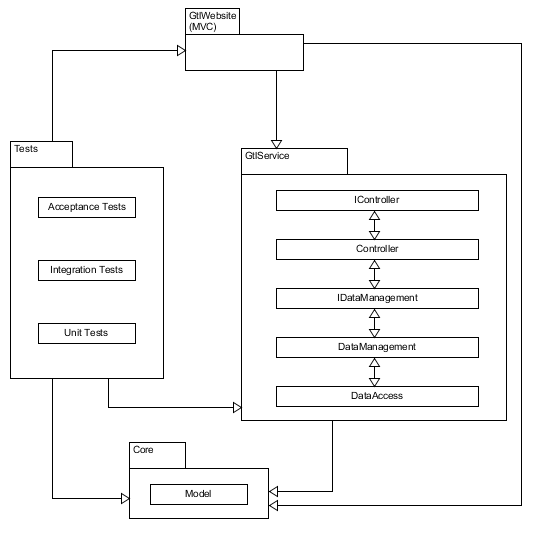 GtlWebsite
(MVC)
Tests
Acceptance Tests
Integration Tests
Unit Tests
GtlService
IController
Controller
IDataManagement
DataManagement
DataAccess
Core
Model